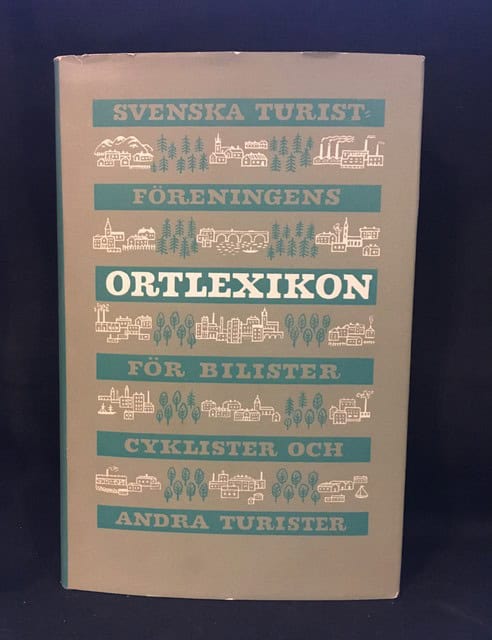 SVENSKA TURIST-
FÖRENINGENS
ORTLEXIKON
FÖR BILISTER
CYKLISTER OCH
ANDRA TURISTER